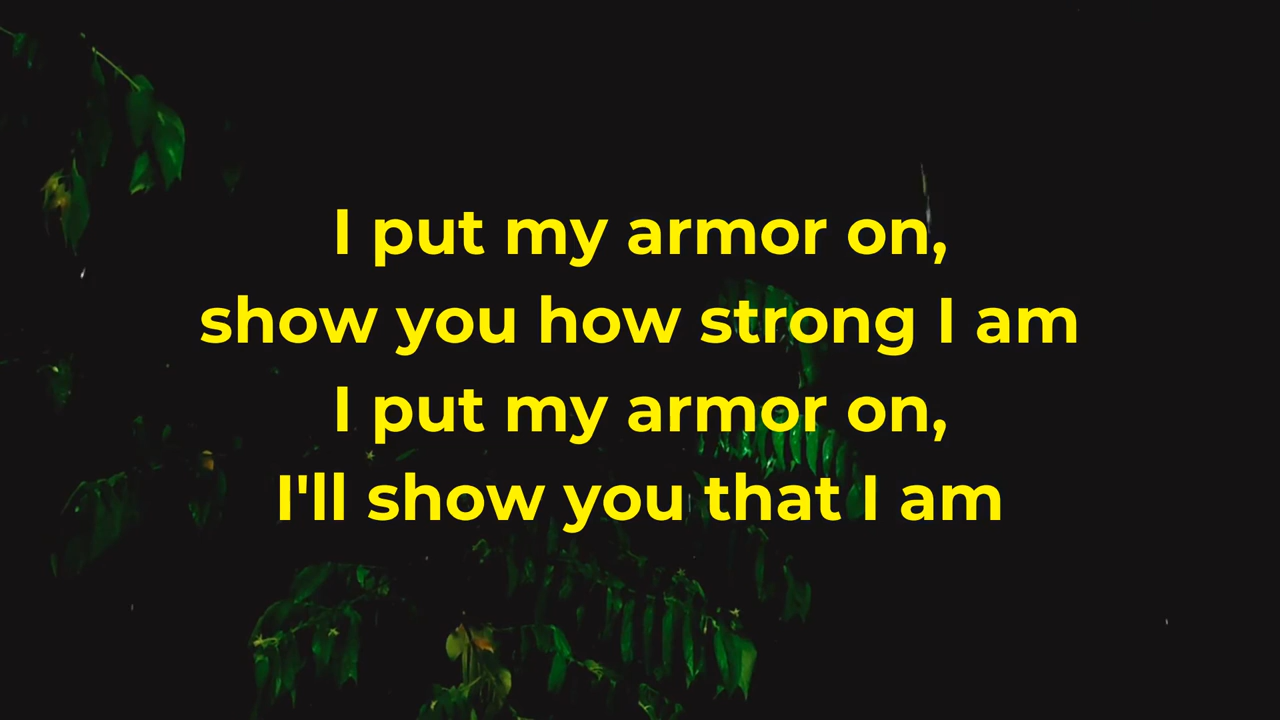 I put my armor on,
show you how strong I am
I put my armor on,
I'll show you that I am